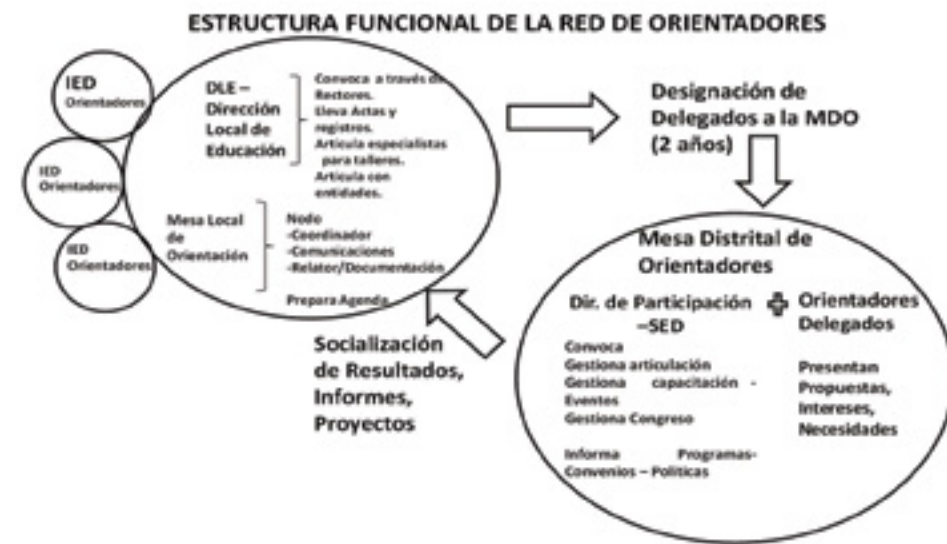 ESTRUCTURA FUNCIONAL DE LA RED DE ORIENTADORES
IED
Orientadores
IED
Orientadores
IED
Orientadores
DLE –
Dirección
Local de
Educación
Convoca a través de
Rectores.
Lleva Actas y
registros.
Articula especialistas
para talleres.
Articula con
entidades.
Mesa Local
de
Orientación
Nodo
-Coordinador
-Comunicaciones
-Relator/Documentación
Prepara Agenda
Designación de
Delegados a la MDO
(2 años)
Mesa Distrital de
Orientadores
Dir. de Participación
–SED
Convoca
Gestiona articulación
Gestiona capacitación -
Eventos
Gestiona Congreso
Informa Programas-
Convenios – Politicas
Orientadores
Delegados
Presentan
Propuestas,
Intereses,
Necesidades
Socialización
de Resultados,
Informes,
Proyectos